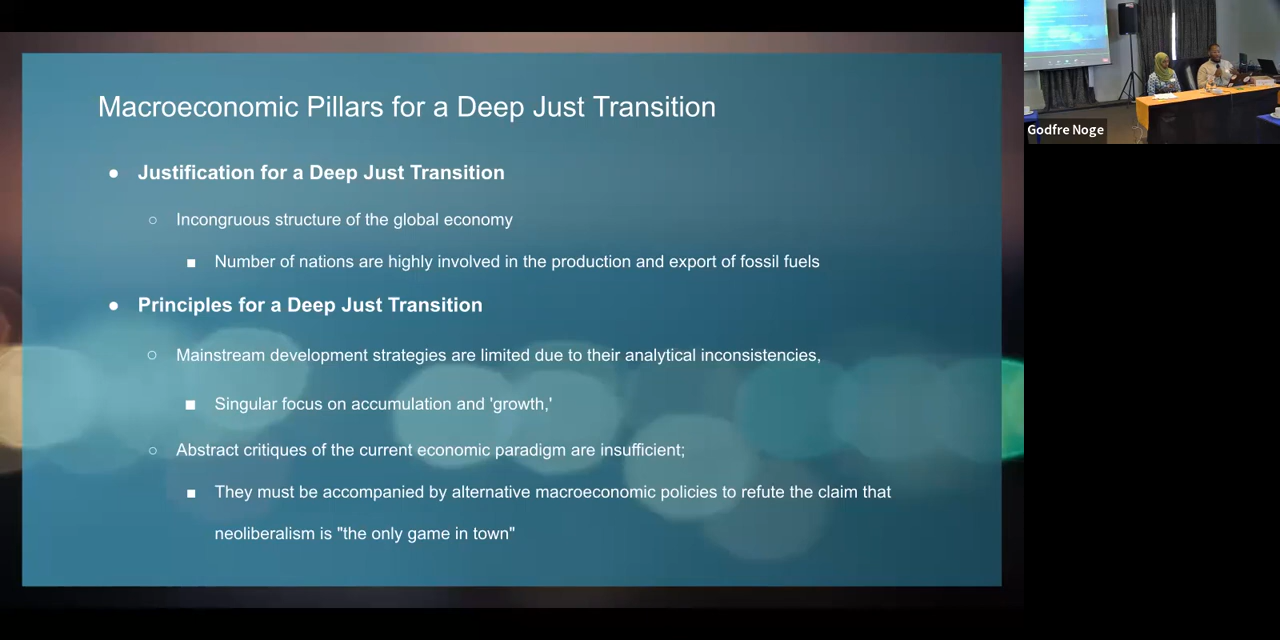 Macroeconomic Pillars for a Deep Just Transition
● Justification for a Deep Just Transition
○ Incongruous structure of the global economy
■ Number of nations are highly involved in the production and export of fossil fuels
● Principles for a Deep Just Transition
○ Mainstream development strategies are limited due to their analytical inconsistencies,
■ Singular focus on accumulation and 'growth,'
○ Abstract critiques of the current economic paradigm are insufficient;
■ They must be accompanied by alternative macroeconomic policies to refute the claim that
neoliberalism is "the only game in town"
Godfre Noge